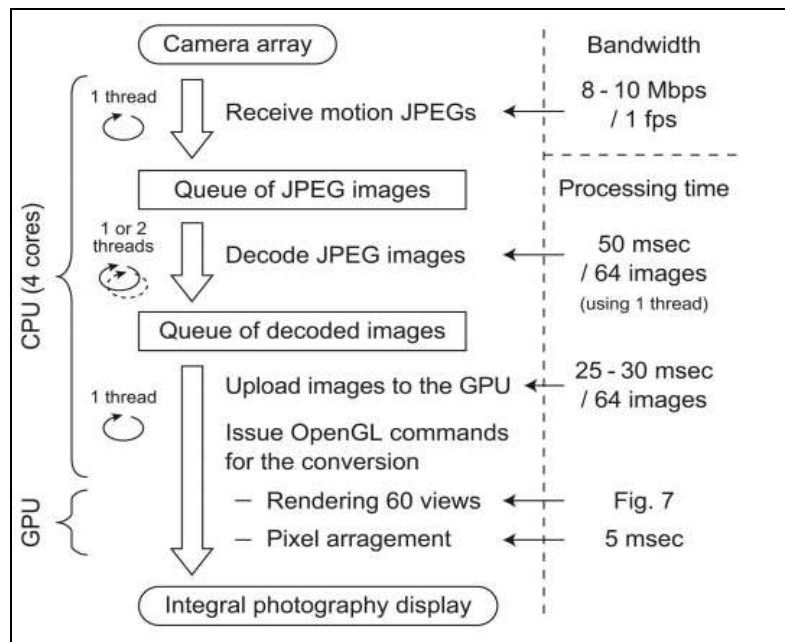 Camera array
Bandwidth
1 thread
Receive motion JPEGs
8 - 10 Mbps
/ 1 fps
Queue of JPEG images
Processing time
1 or 2
threads
Decode JPEG images
50 msec
/ 64 images
(using 1 thread)
CPU (4 cores)
Queue of decoded images
Upload images to the GPU
25 - 30 msec
/ 64 images
1 thread
Issue OpenGL commands
for the conversion
GPU
– Rendering 60 views
Fig. 7
– Pixel arragement
5 msec
Integral photography display